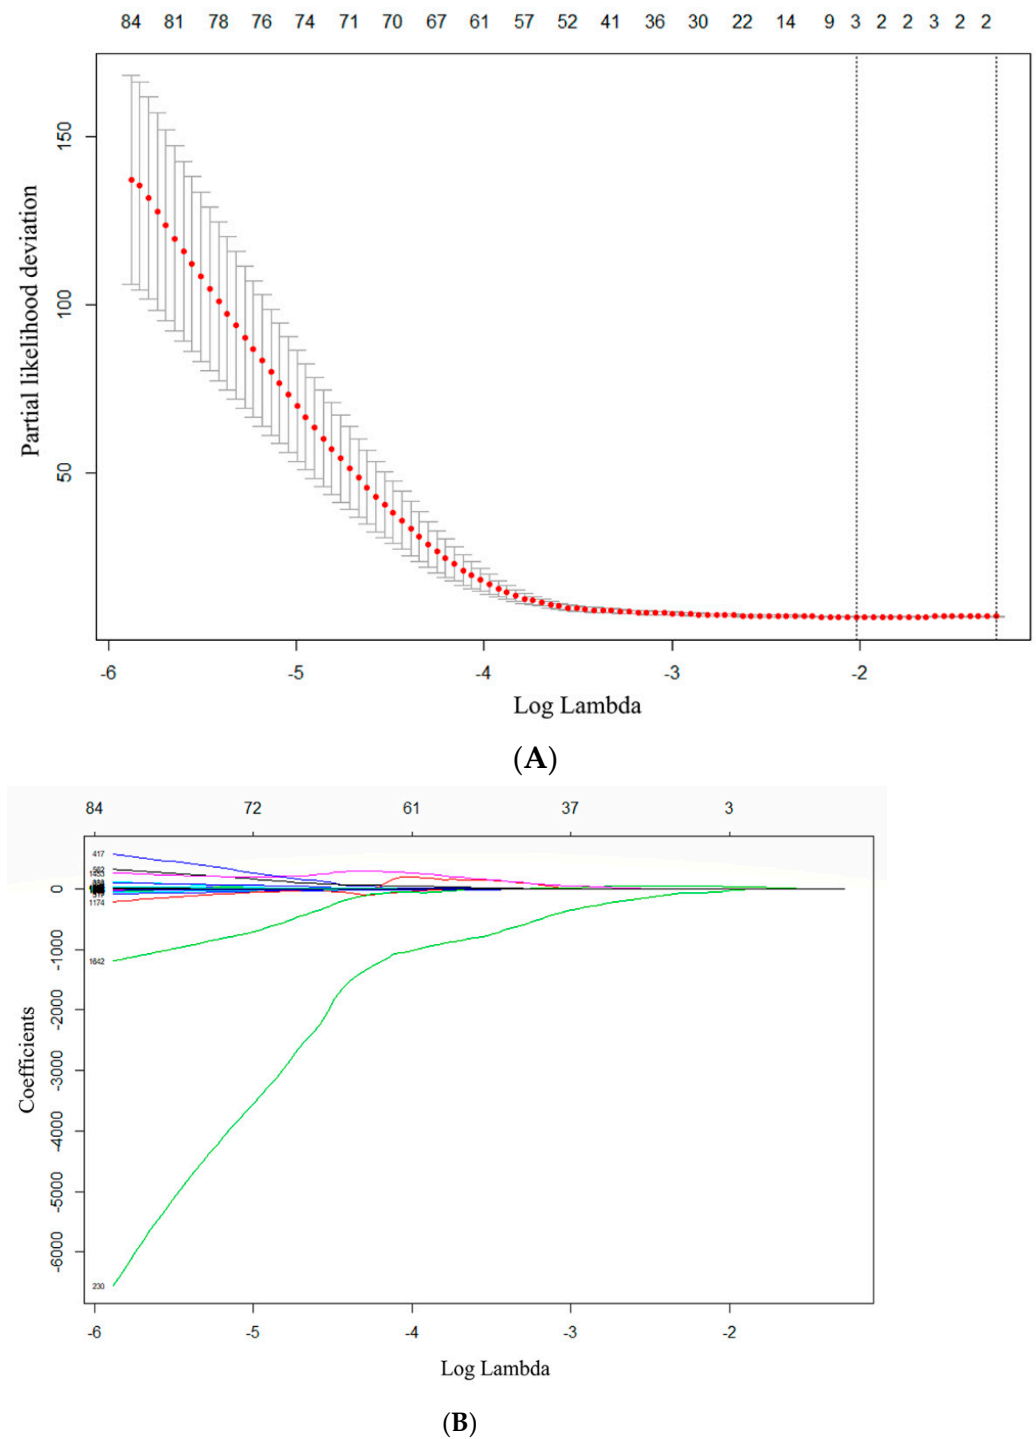 84 81 78 76 74 71 70 67 61 57 52 41 36 30 22 14 9 3 2 2 3 2 2
150
100
50
Partial likelihood deviation
-6 -5 -4 -3 -2
Log Lambda
(A)
84 72 61 37 3
417
1174
1642
230
0
-1000
-2000
-3000
-4000
-5000
-6000
Coefficients
-6 -5 -4 -3 -2
Log Lambda
(B)